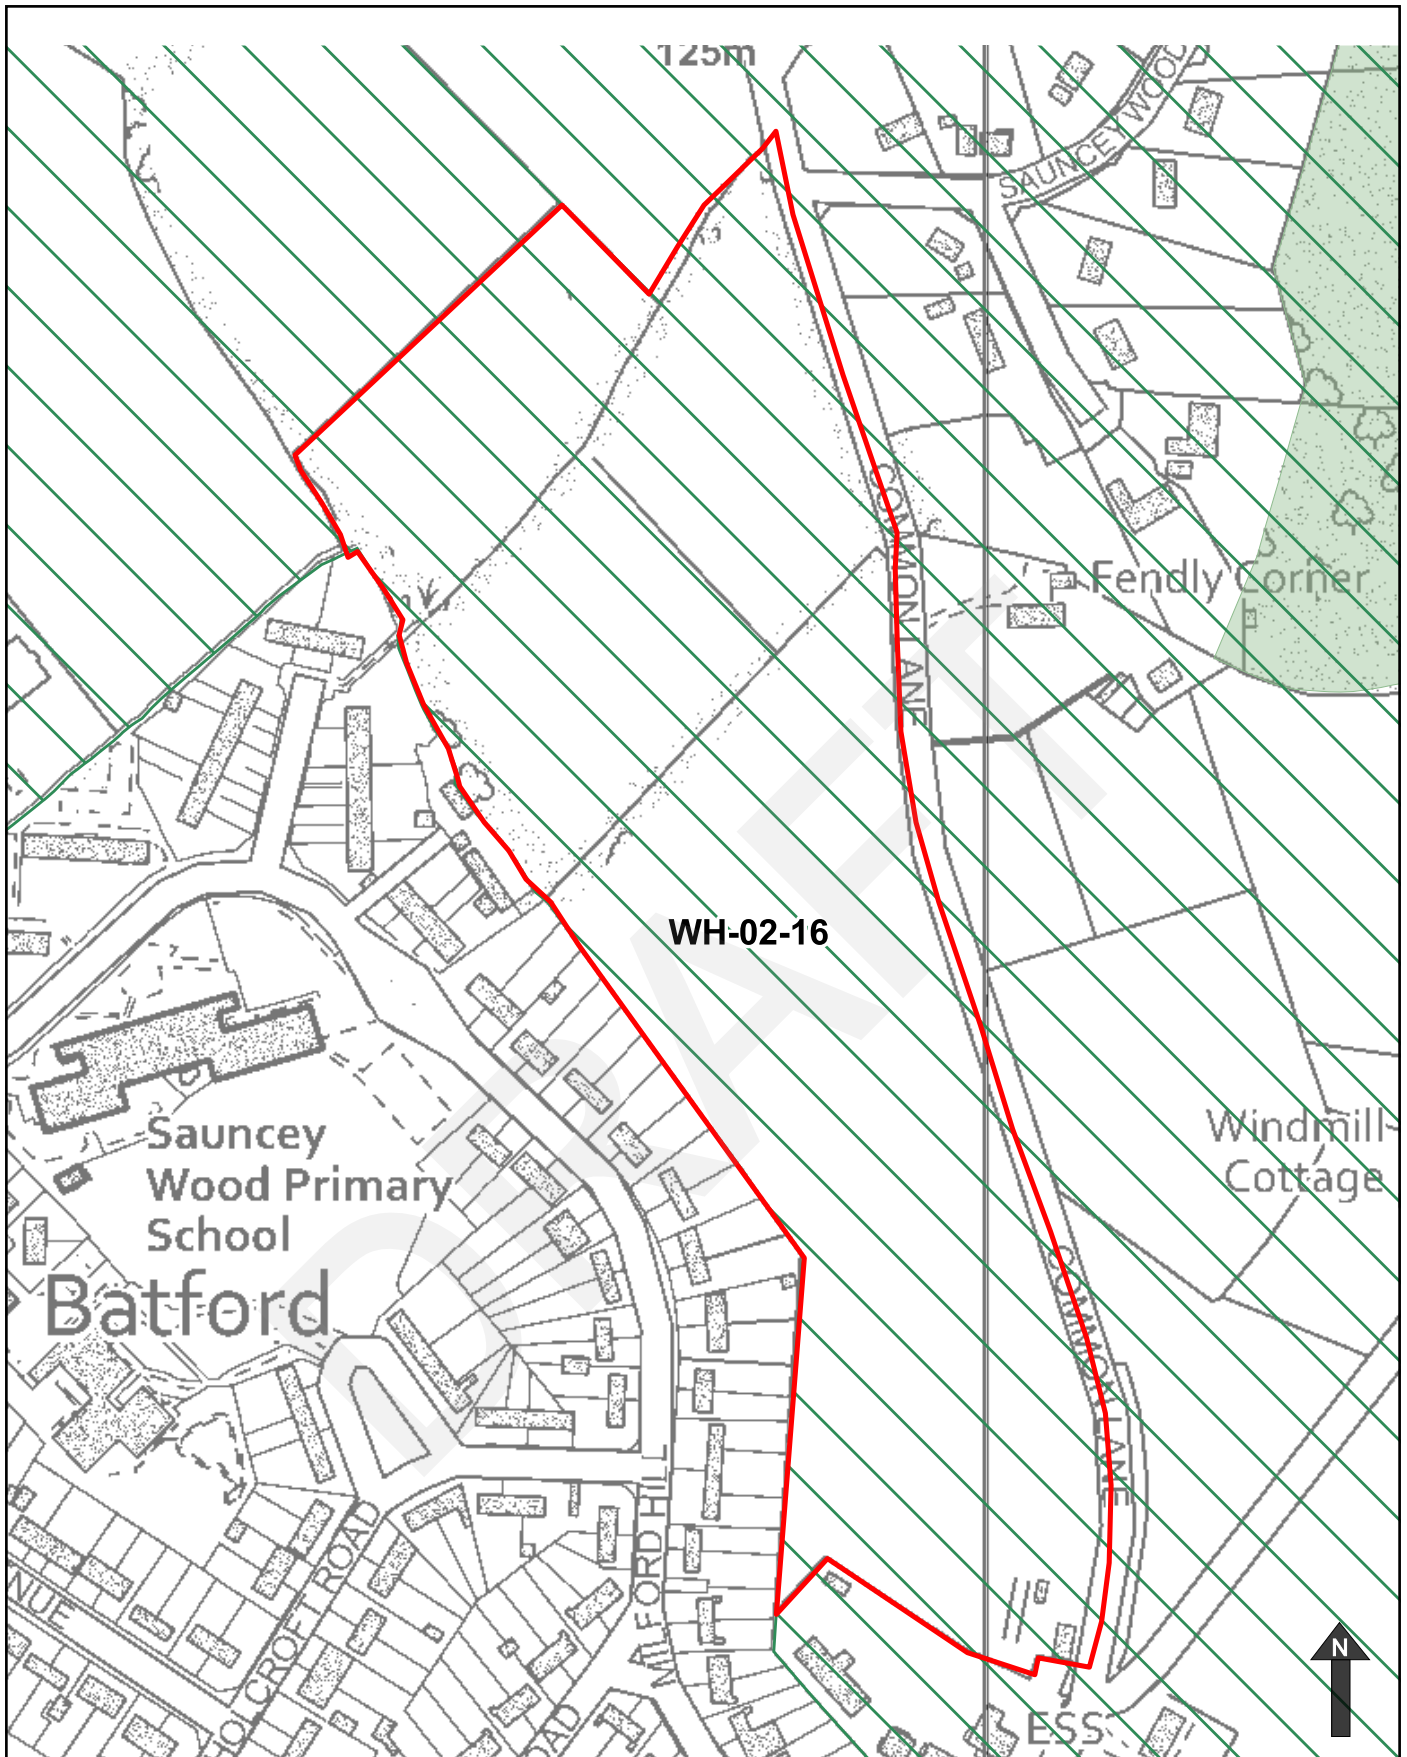 125m
SAUNCEY WOOD
COMMON LANE
Fendly Corner
WH-02-16
DRAFT
Sauncey
Wood Primary
School
Windmill
Cottage
Batford
COMMON LANE
HOLCROFT ROAD
MILFORD HILL
NUE
OAD
ESS
N